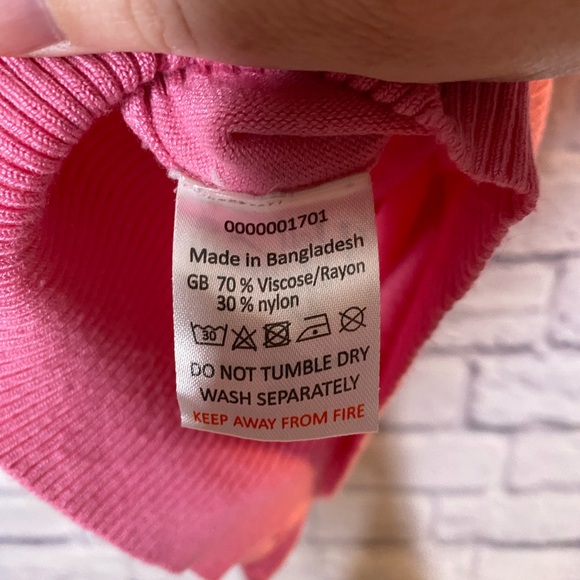 0000001701
Made in Bangladesh
GB 70 % Viscose/Rayon
30 % nylon
30
DO NOT TUMBLE DRY
WASH SEPARATELY
KEEP AWAY FROM FIRE